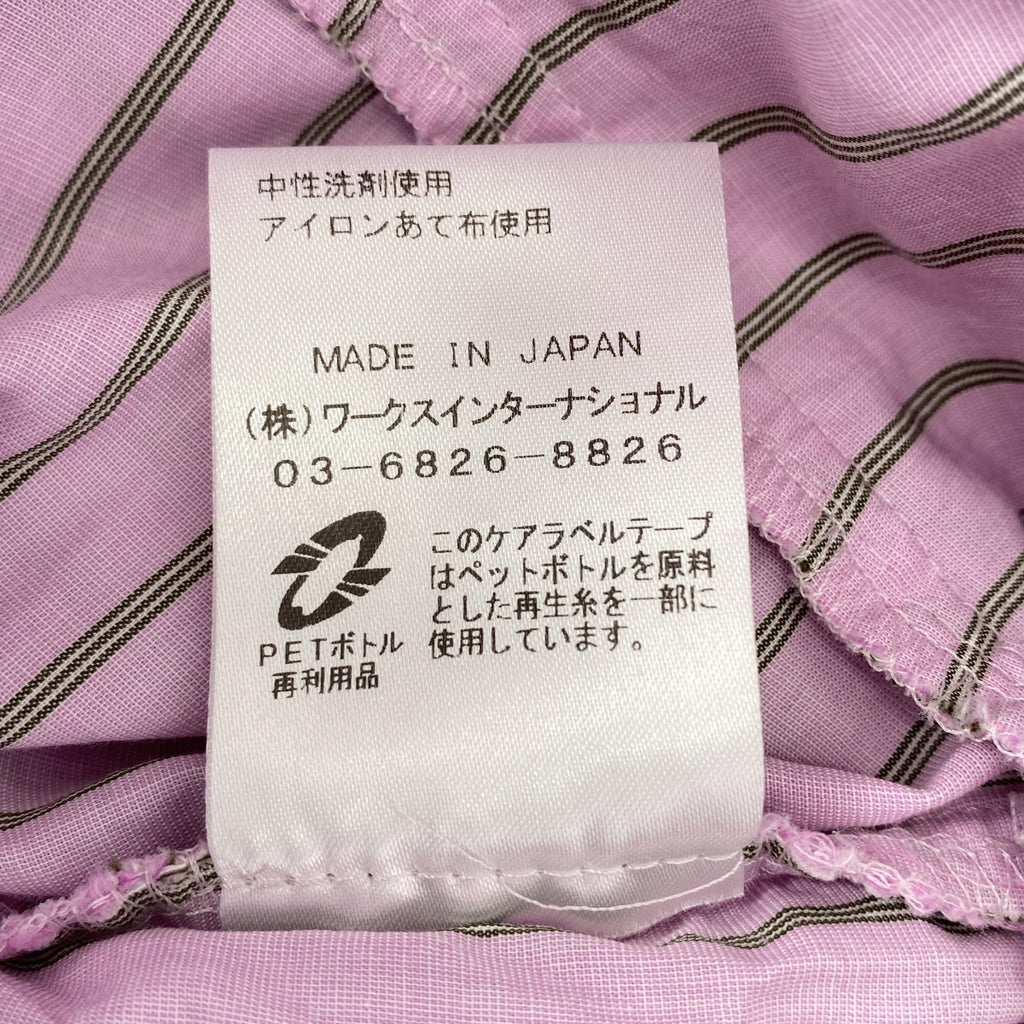 中性洗剤使用
アイロンあて布使用
MADE IN JAPAN
(株)ワークスインターナショナル
03-6826-8826
このケアラベルテープ
はペットボトルを原料
とした再生糸を一部に
使用しています。
PETボトル
再利用品